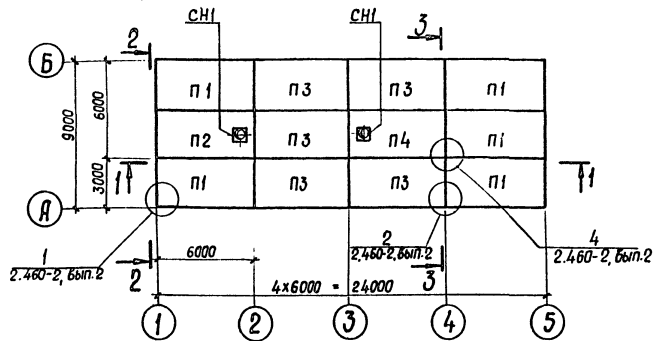 СН1 СН1
2 3
Б
П1 П3 П3 П1
9000 6000
П2 П3 П4 П1
3000 1 1
П1 П3 П3 П1
А
1
2.460-2, вып.2
2
2.460-2, вып.2
4
2.460-2, вып.2
6000
2 3
4×6000 = 24000
1 2 3 4 5